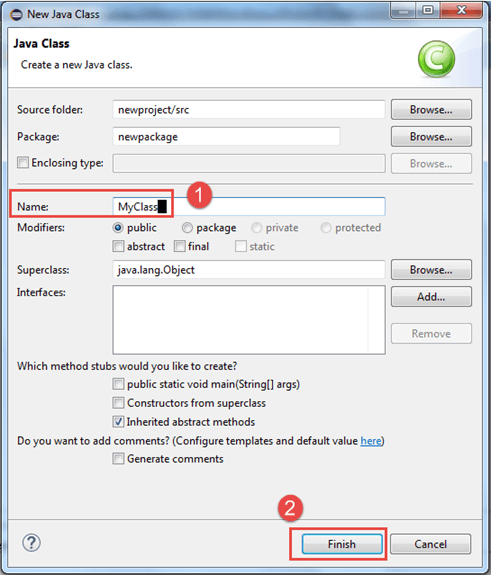 New Java Class
Java Class
Create a new Java class.
C
Source folder: newproject/src Browse...
Package: newpackage Browse...
Enclosing type: Browse...
Name: MyClass 1
Modifiers: public package private protected
abstract final static
Superclass: java.lang.Object Browse...
Interfaces: Add...
Remove
Which method stubs would you like to create?
public static void main(String[] args)
Constructors from superclass
Inherited abstract methods
Do you want to add comments? (Configure templates and default value here)
Generate comments
2
? Finish Cancel